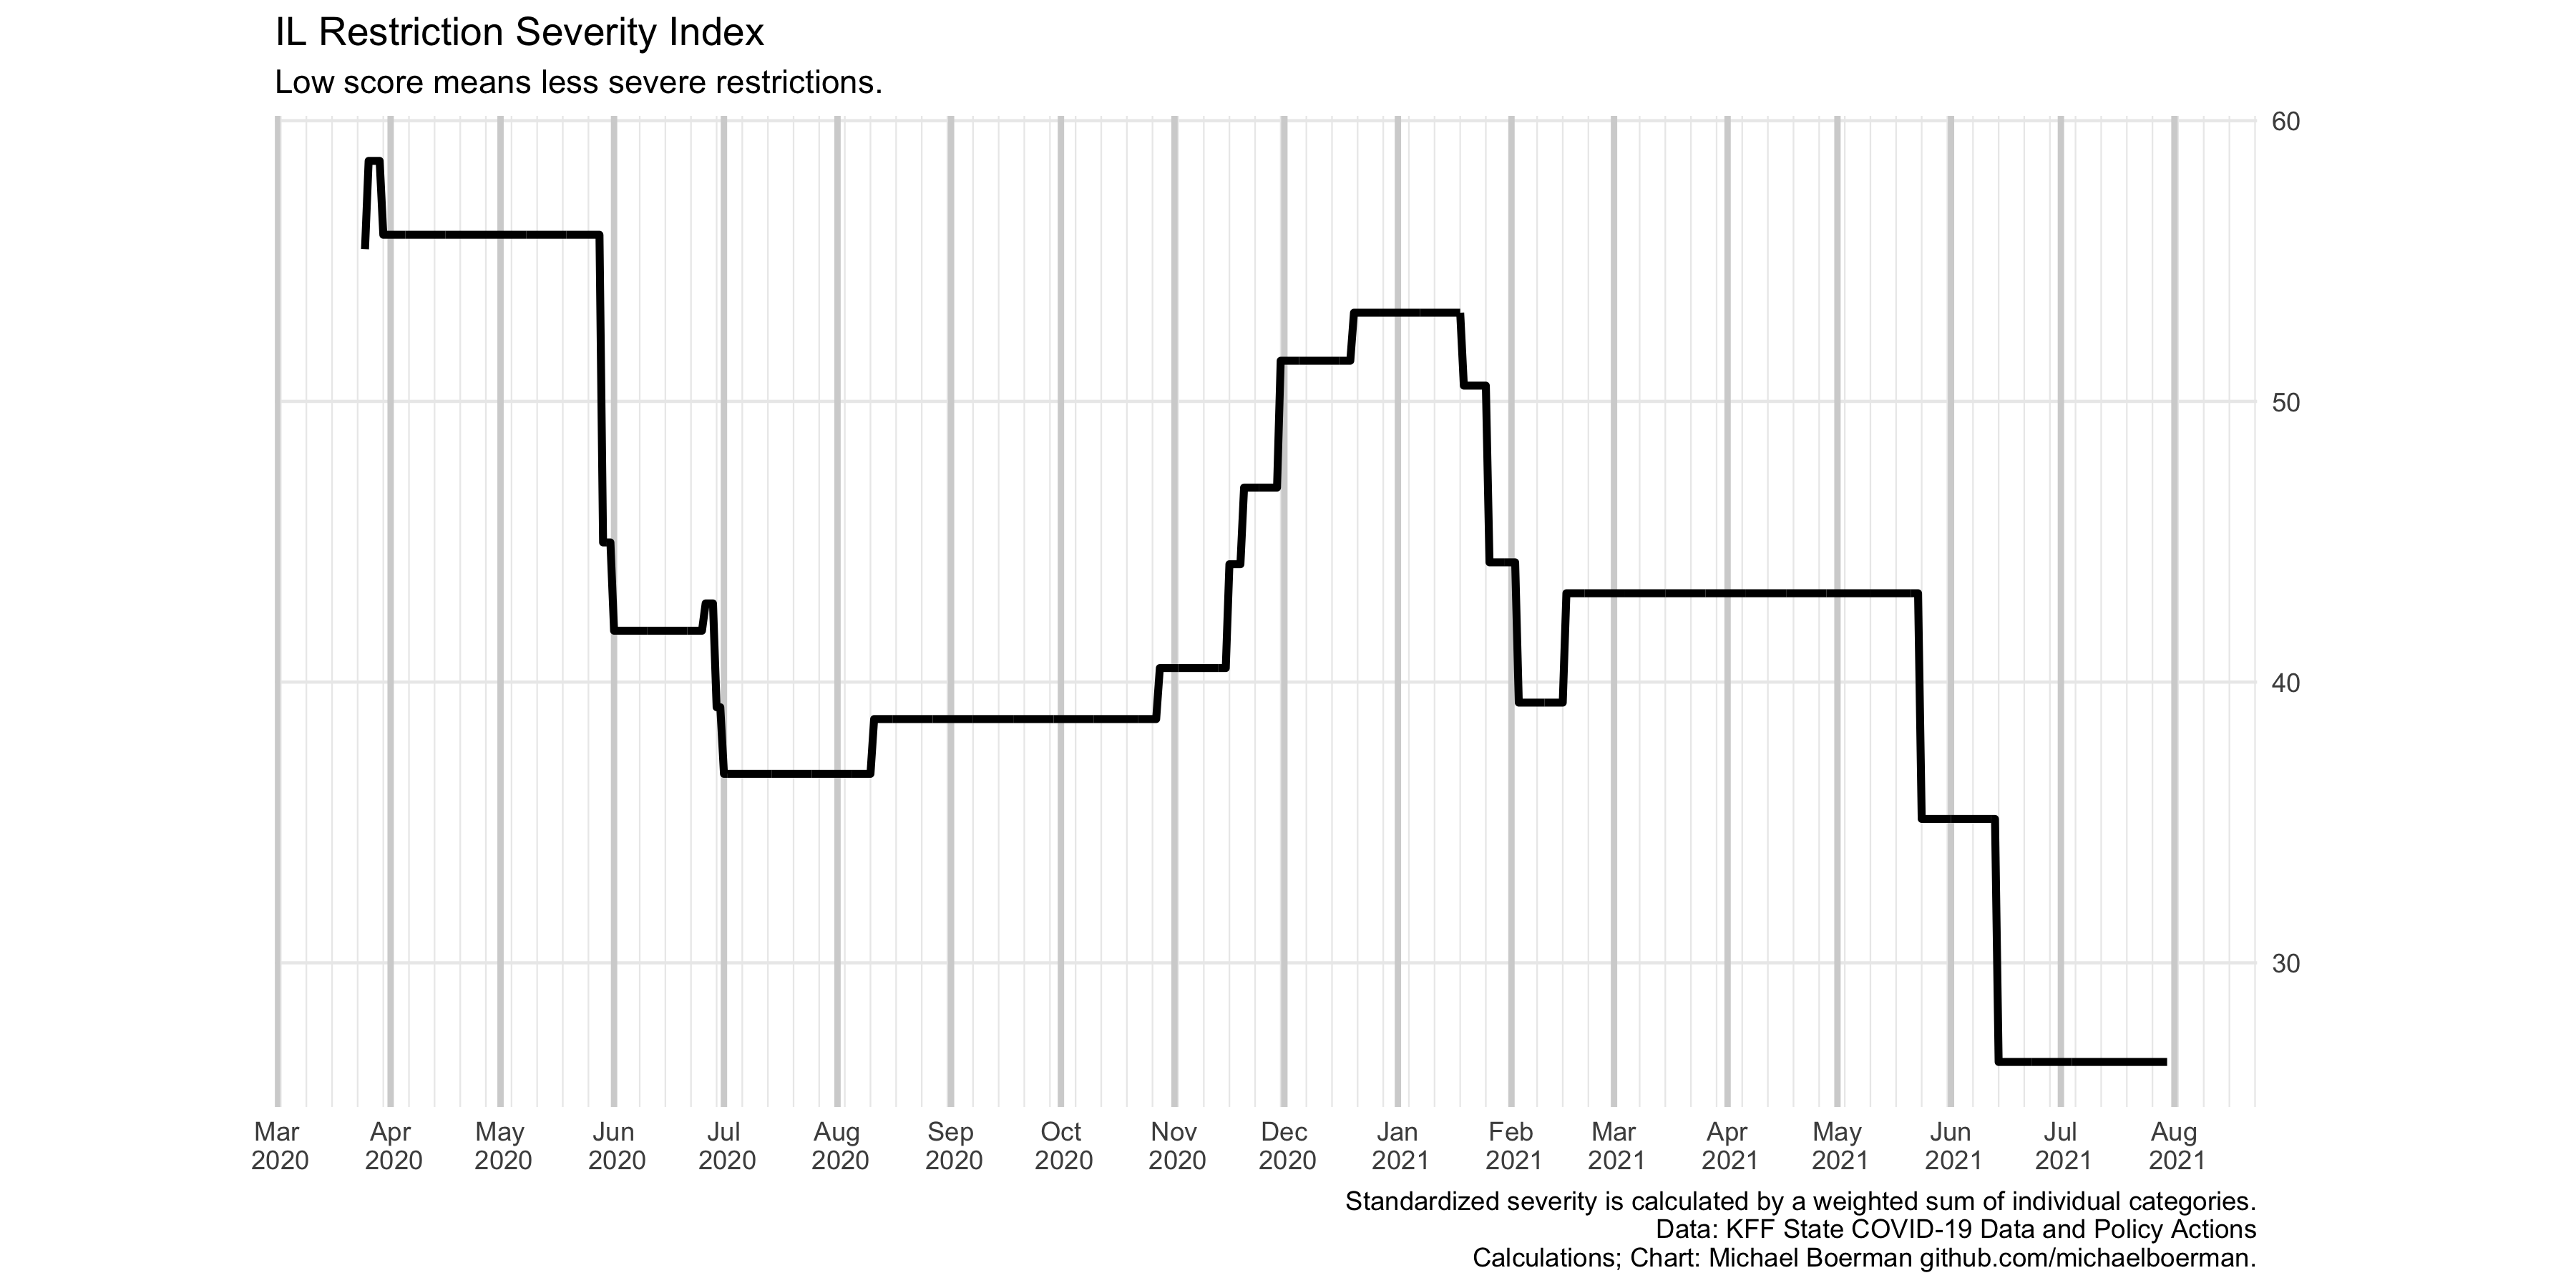 IL Restriction Severity Index
Low score means less severe restrictions.
60
50
40
30
Mar Apr May Jun Jul Aug Sep Oct Nov Dec Jan Feb Mar Apr May Jun Jul Aug
2020 2020 2020 2020 2020 2020 2020 2020 2020 2020 2021 2021 2021 2021 2021 2021 2021 2021
Standardized severity is calculated by a weighted sum of individual categories.
Data: KFF State COVID-19 Data and Policy Actions
Calculations; Chart: Michael Boerman github.com/michaelboerman.